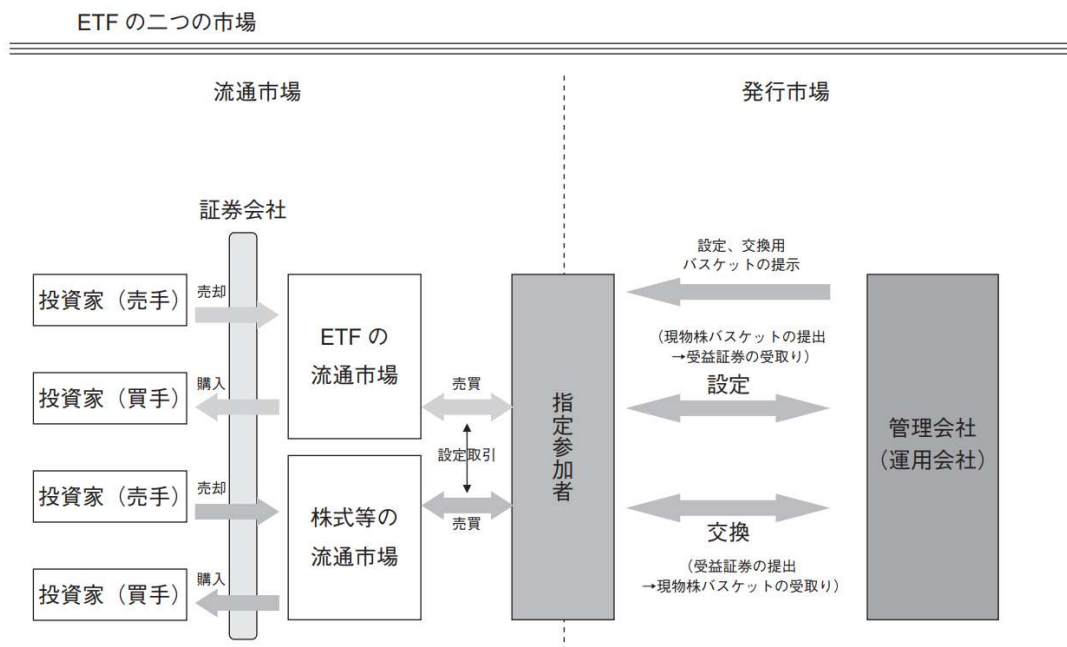 ETF の二つの市場
流通市場
発行市場
証券会社
投資家（売手）
売却
投資家（買手）
購入
投資家（売手）
売却
投資家（買手）
購入
ETF の
流通市場
株式等の
流通市場
売買
設定取引
売買
指定参加者
設定、交換用
バスケットの提示
（現物株バスケットの提出
→受益証券の受取り）
設定
交換
（受益証券の提出
→現物株バスケットの受取り）
管理会社
（運用会社）